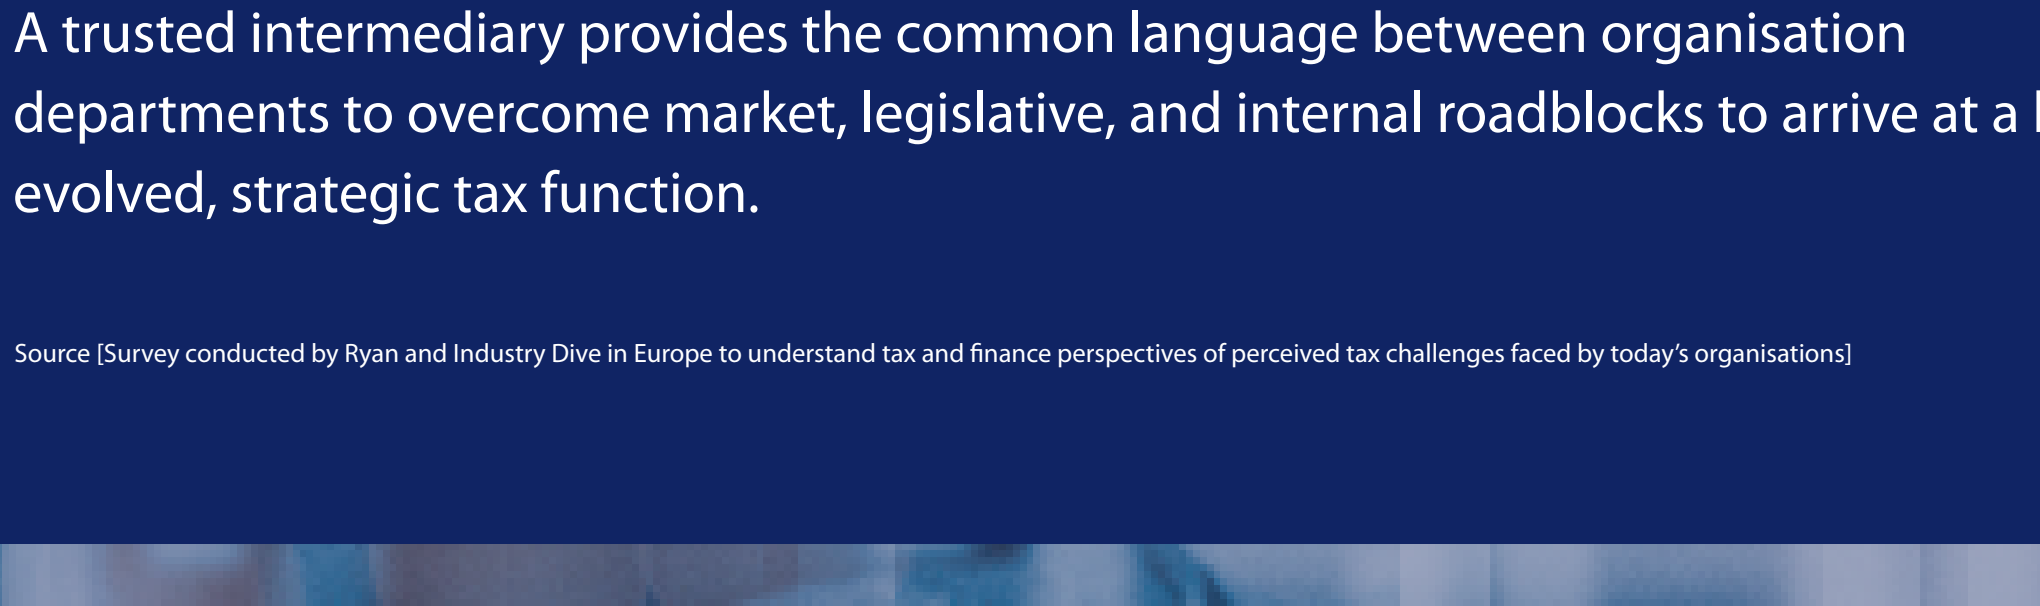 A trusted intermediary provides the common language between organisation
departments to overcome market, legislative, and internal roadblocks to arrive at a
evolved, strategic tax function.
Source [Survey conducted by Ryan and Industry Dive in Europe to understand tax and finance perspectives of perceived tax challenges faced by today’s organisations]